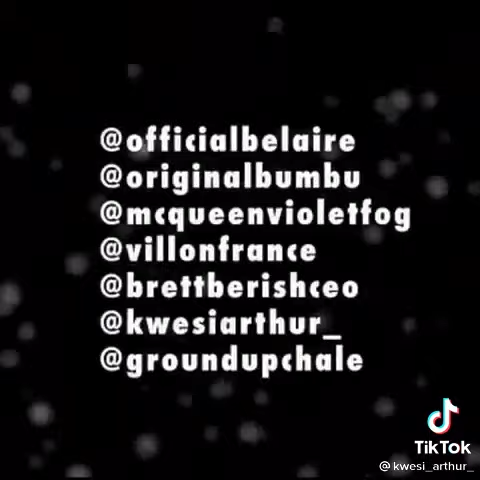 @officialbelaire
@originalbumbu
@mcqueenvioletfog
@villonfrance
@brettberishceo
@kwesiarthur_
@groundupchale
TikTok
@kwesi_arthur_